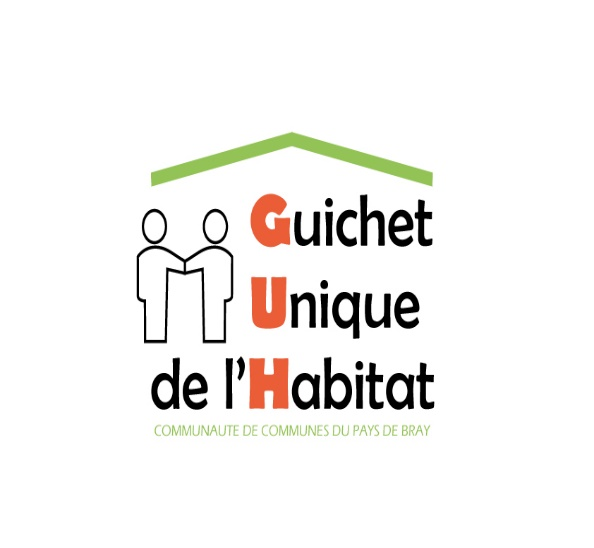 Guichet
Unique
de l'Habitat
COMMUNAUTE DE COMMUNES DU PAYS DE BRAY